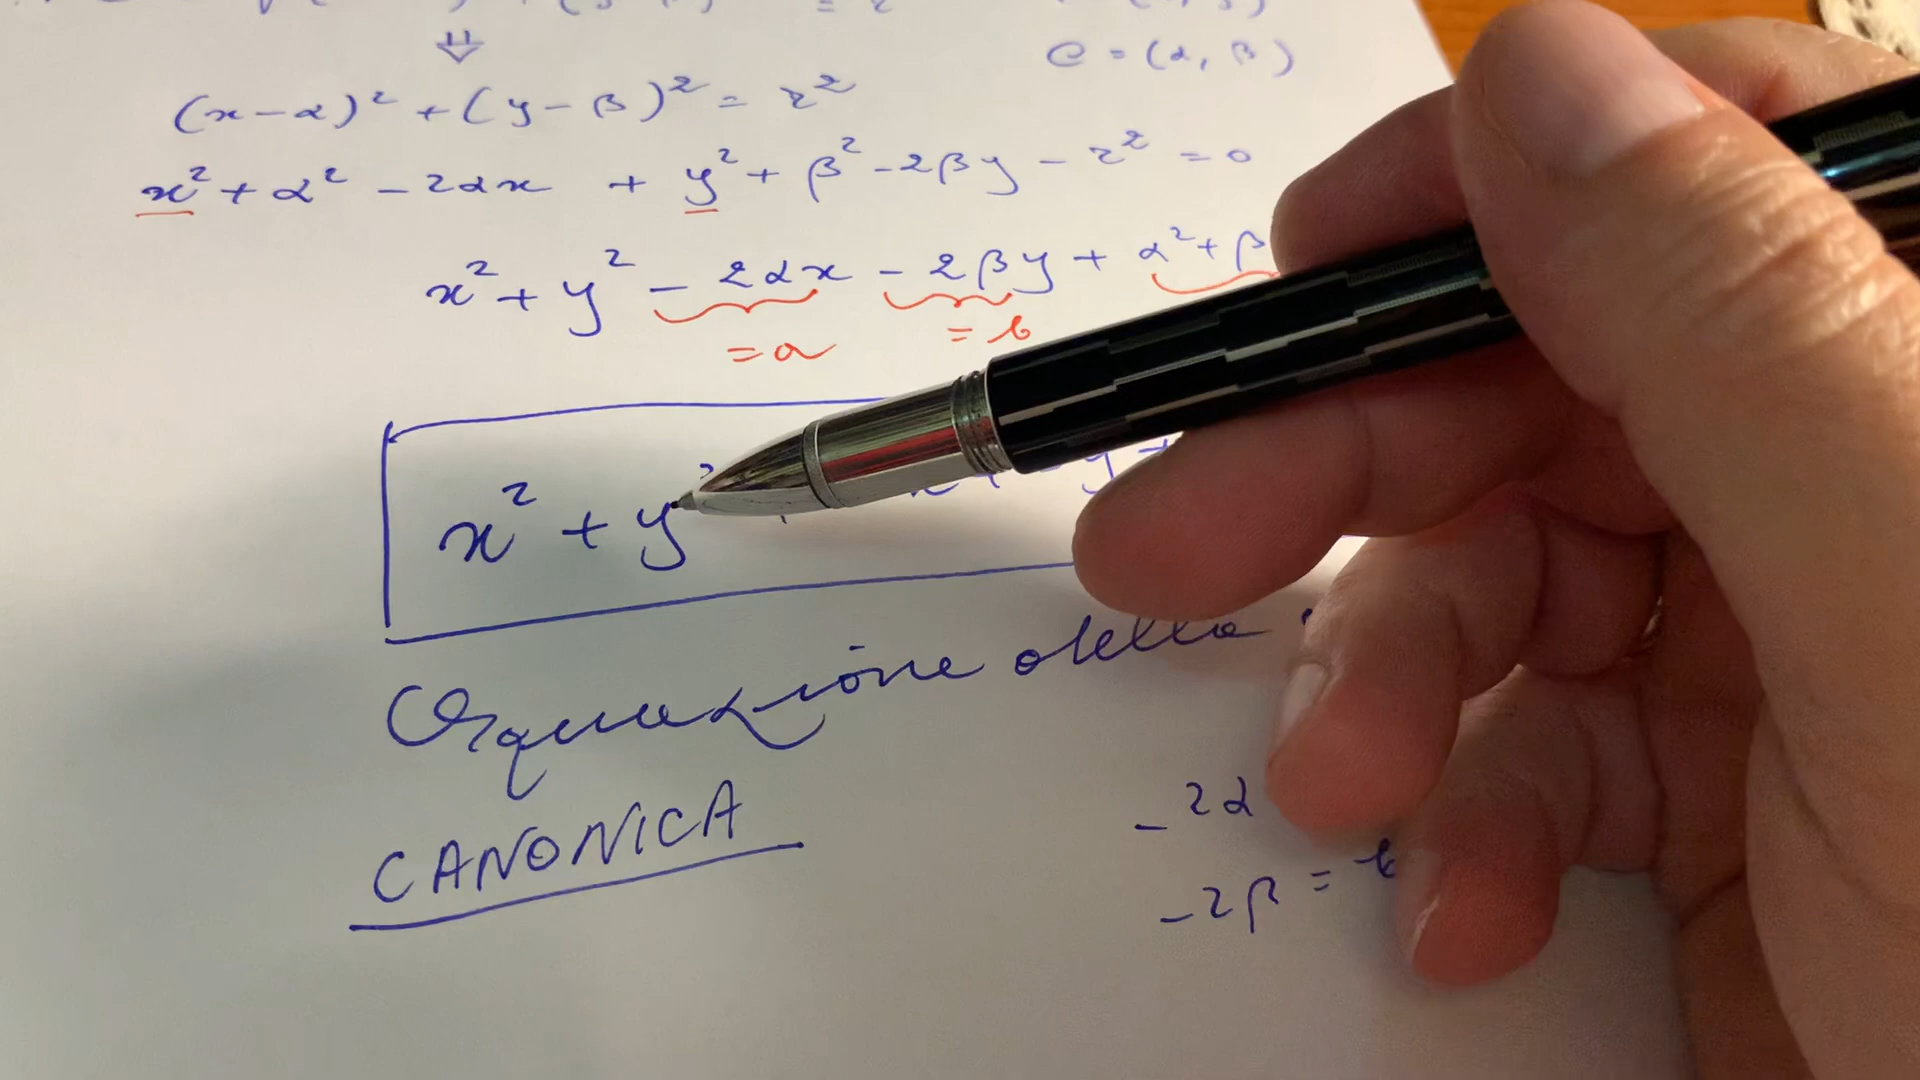 C = (α, β)
(x-α)² + (y-β)² = r²
x² + α² - 2αx + y² + β² - 2βy - r² = 0
x² + y² - 2αx - 2βy + α² + β
= a = b
x² + y²
Equazione della
CANONICA
- 2α
- 2β = b